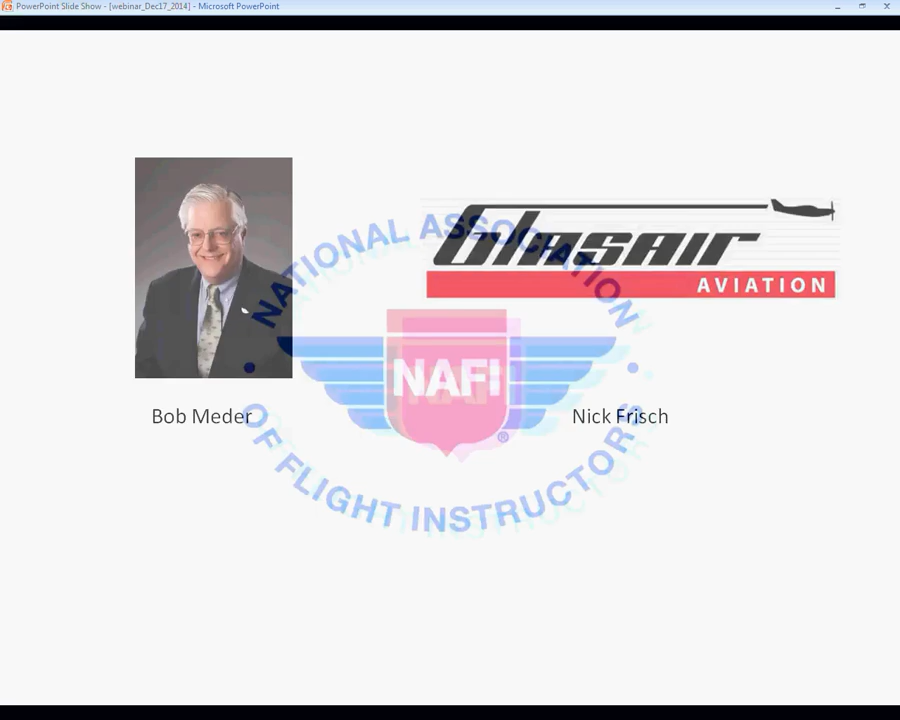 PowerPoint Slide Show - [webinar_Dec17_2014] - Microsoft PowerPoint
Glasair
AVIATION
NATIONAL ASSOCIATION
NAFI
®
Bob Meder
Nick Frisch
OF FLIGHT INSTRUCTORS